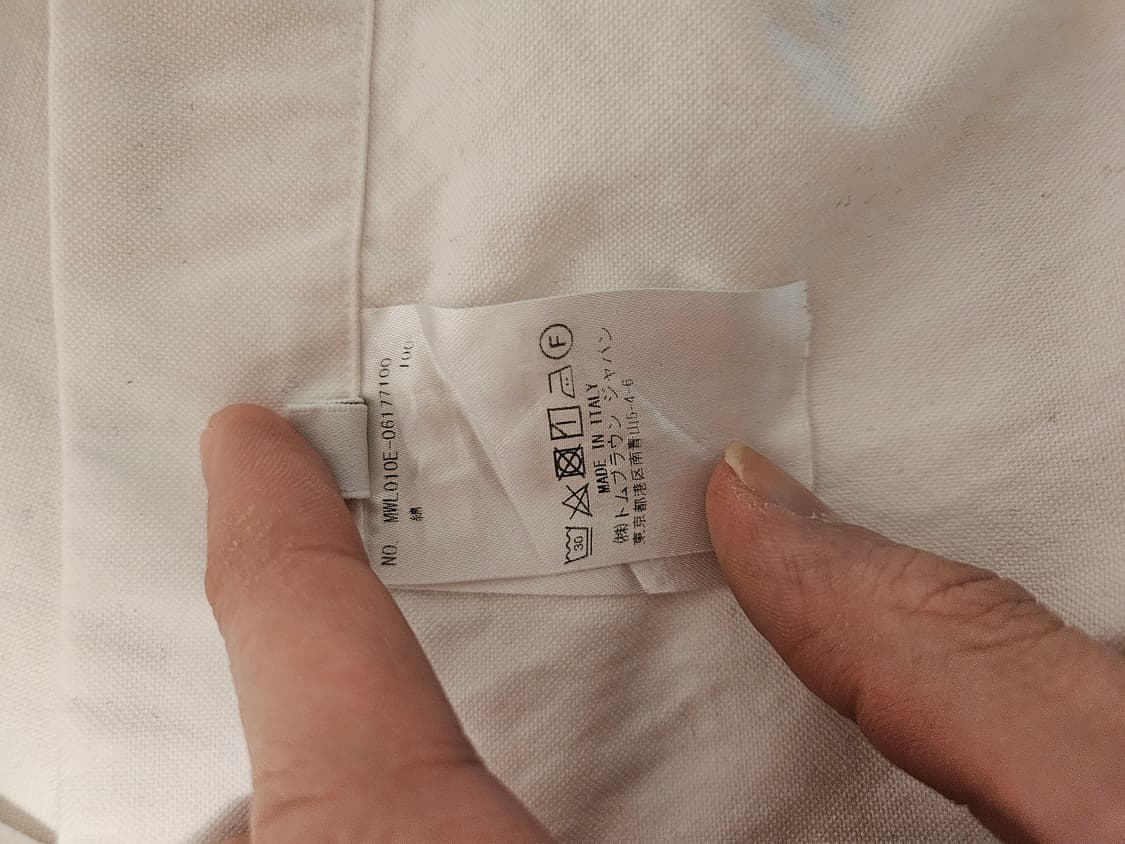 NO. MWL010E-06177100
綿 100
30 F
MADE IN ITALY
㈱トムブラウン ジャパン
東京都港区南青山5-4-6